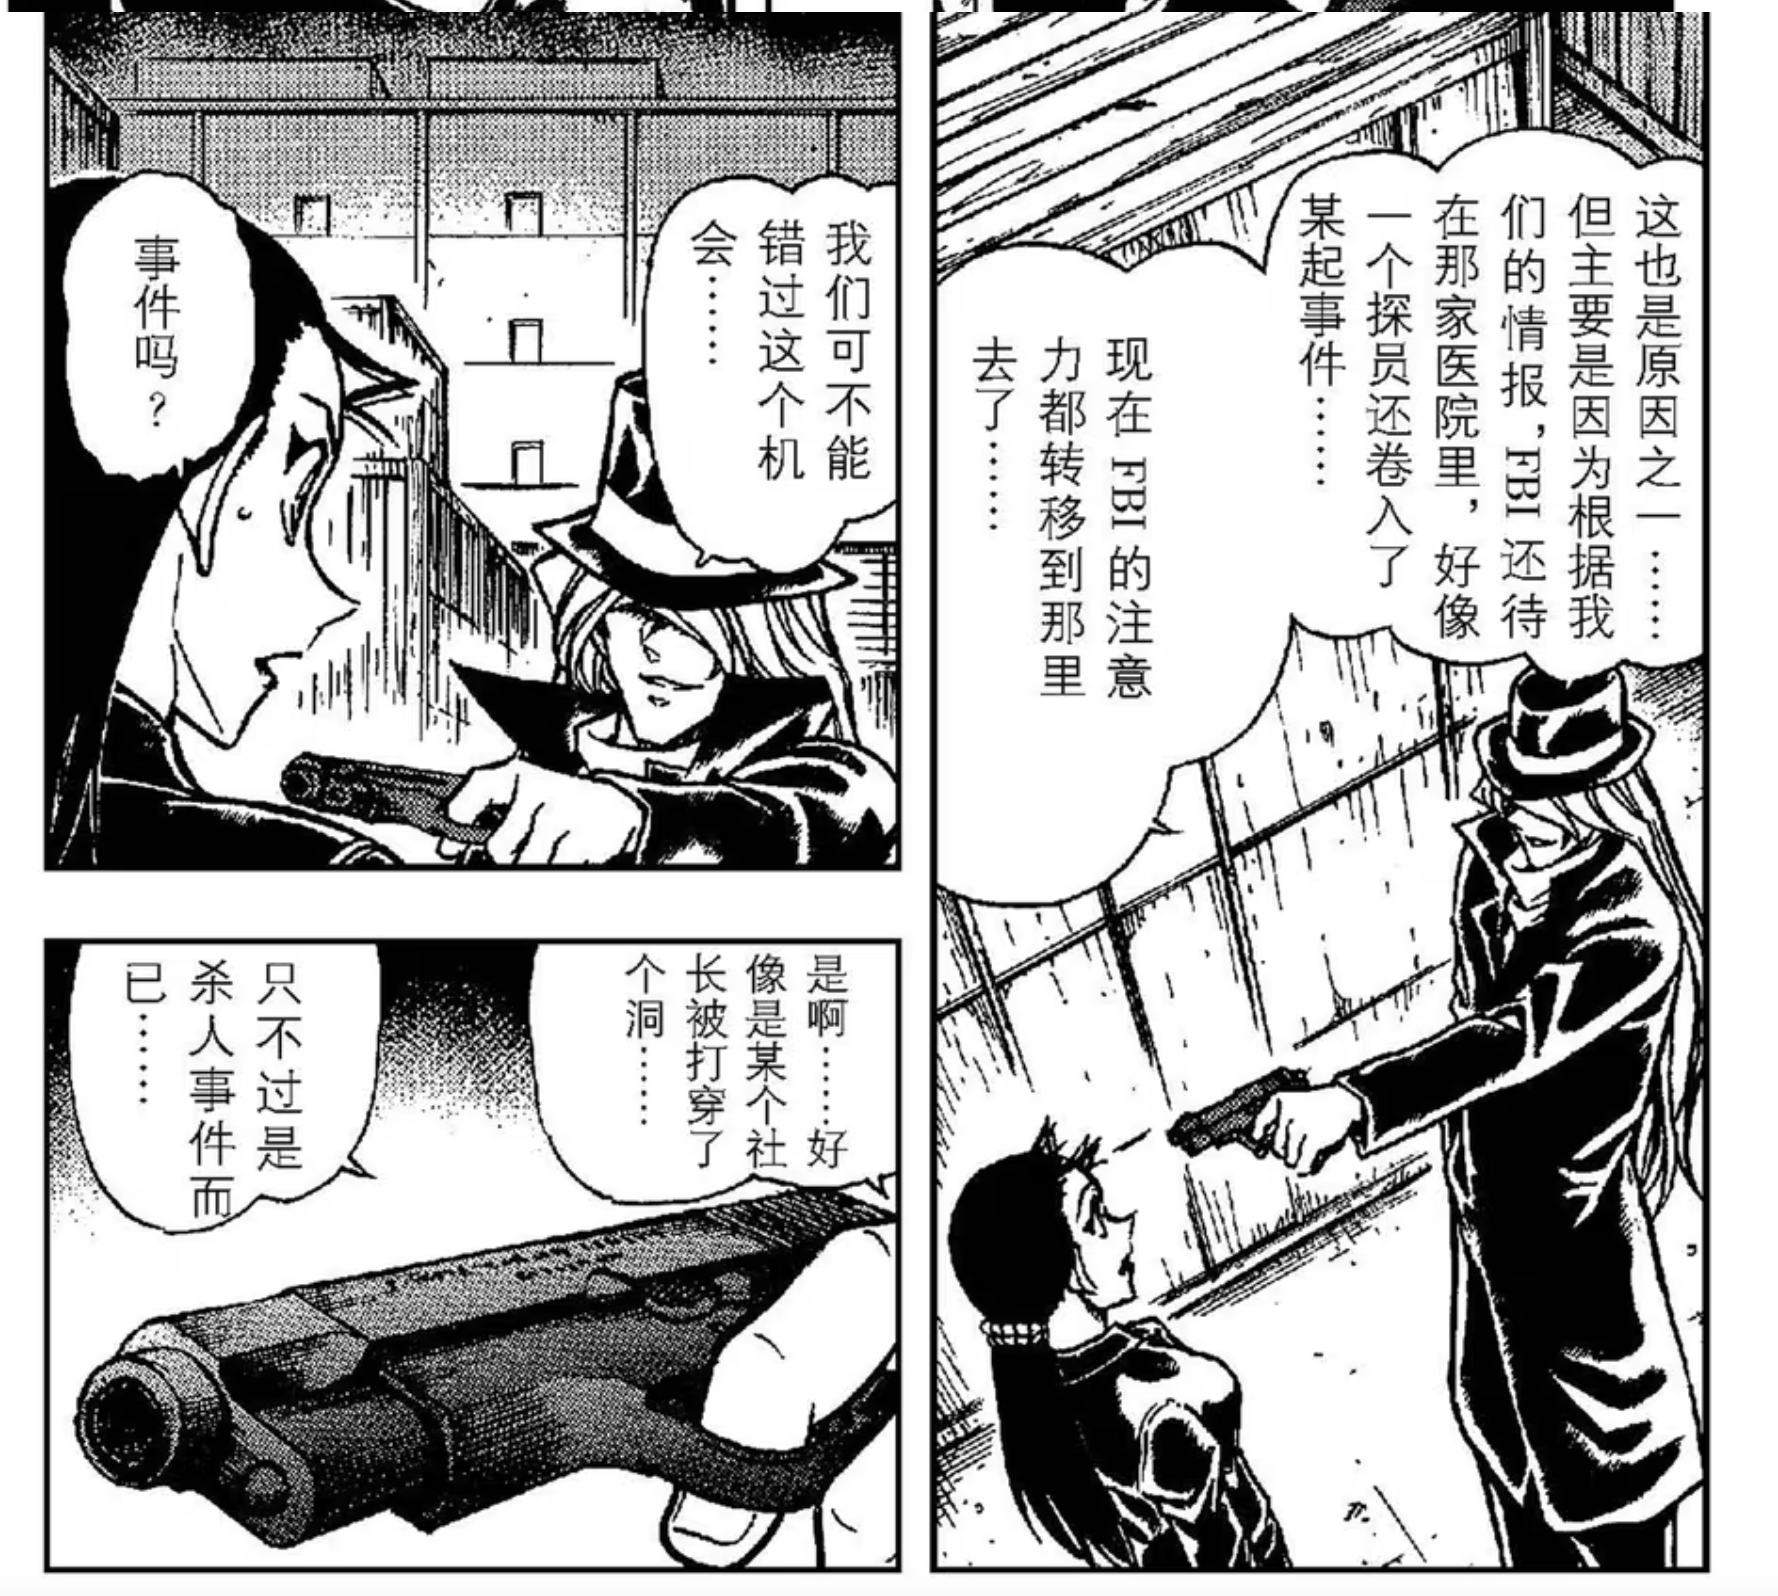 这也是原因之一……
但主要是因为根据我
们的情报，FBI还待
在那家医院里，好像
一个探员还卷入了
某起事件……
现在FBI的注意
力都转移到那里
去了……
我们可不能
错过这个机
会……
事件吗？
是啊……好
像是某个社
长被打穿了
个洞……
只不过是
杀人事件而
已……